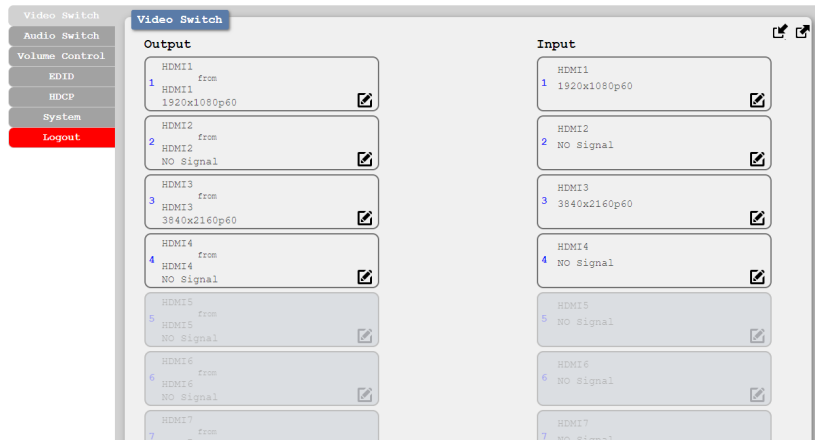 Video Switch
Audio Switch
Volume Control
EDID
HDCP
System
Logout
Video Switch
Output
1
HDMI1
from
HDMI1
1920x1080p60
2
HDMI2
from
HDMI2
NO Signal
3
HDMI3
from
HDMI3
3840x2160p60
4
HDMI4
from
HDMI4
NO Signal
5
HDMI5
from
HDMI5
NO Signal
6
HDMI6
from
HDMI6
NO Signal
7
HDMI7
from
Input
1
HDMI1
1920x1080p60
2
HDMI2
NO Signal
3
HDMI3
3840x2160p60
4
HDMI4
NO Signal
5
HDMI5
NO Signal
6
HDMI6
NO Signal
7
HDMI7
NO Signal